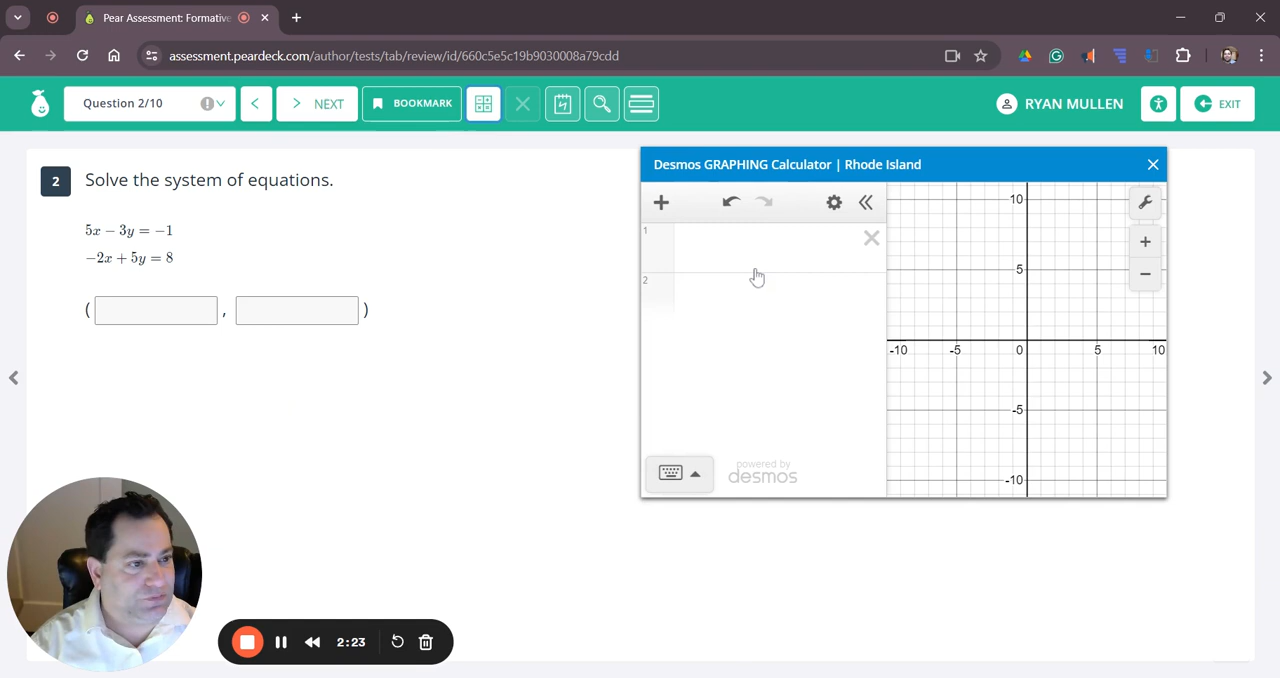 Pear Assessment: Formative
assessment.peardeck.com/author/tests/tab/review/id/660c5e5c19b9030008a79cdd
Question 2/10
NEXT
BOOKMARK
RYAN MULLEN
EXIT
2
Solve the system of equations.
5x − 3y = −1
−2x + 5y = 8
( , )
Desmos GRAPHING Calculator | Rhode Island
1
2
powered by
desmos
10
5
-10
-5
0
5
10
-5
-10
2:23